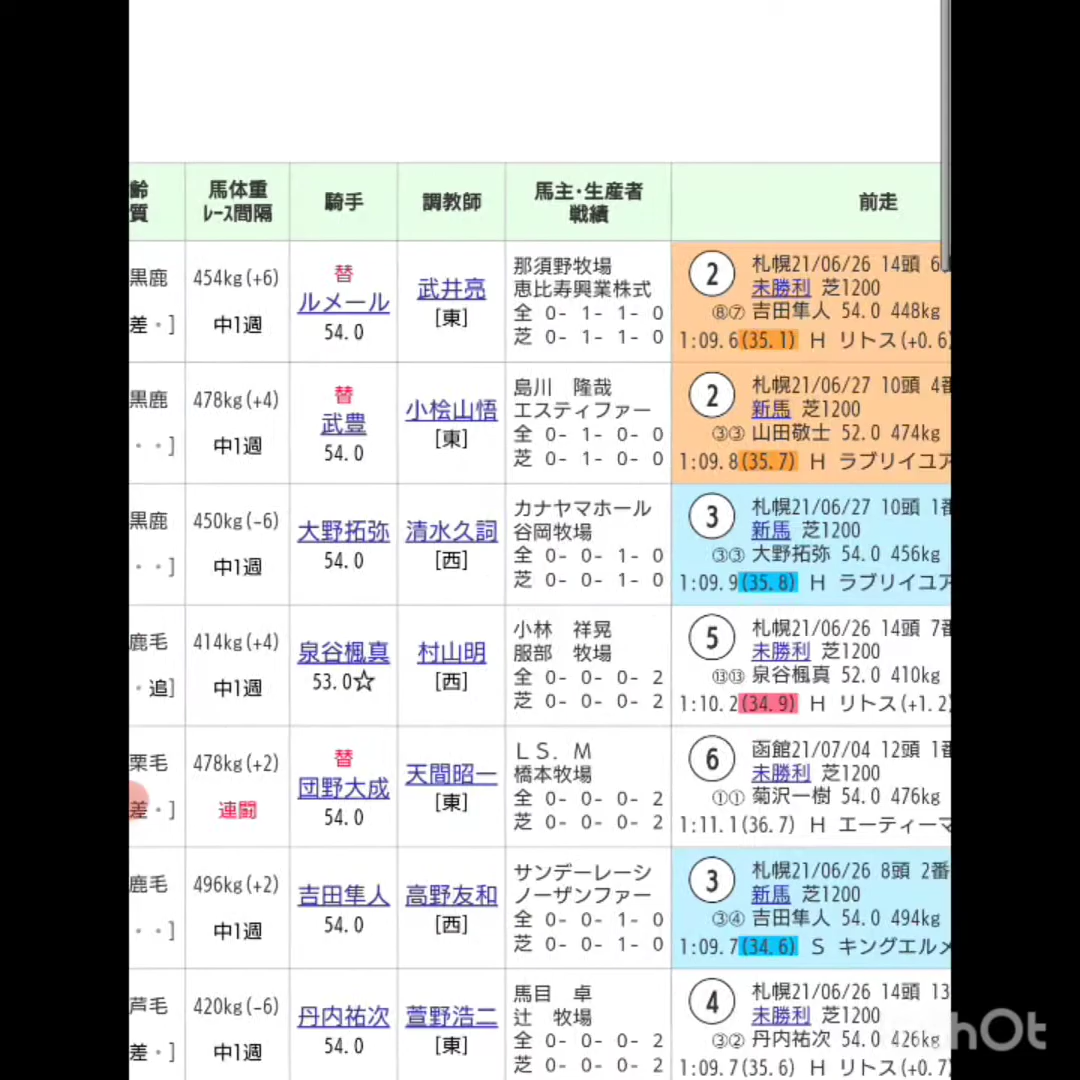 齢 馬体重 騎手 調教師 馬主・生産者 前走
質 ﾚｰｽ間隔 戦績
黒鹿 454kg(+6) 替 ルメール 54.0 武井亮 [東]
差・] 中1週
那須野牧場
恵比寿興業株式
全 0- 1- 1- 0
芝 0- 1- 1- 0
② 札幌21/06/26 14頭 6
未勝利 芝1200
⑧⑦ 吉田隼人 54.0 448kg
1:09.6(35.1) H リトス(+0.6)
黒鹿 478kg(+4) 替 武豊 54.0 小桧山悟 [東]
・・] 中1週
島川 隆哉
エスティファー
全 0- 1- 0- 0
芝 0- 1- 0- 0
② 札幌21/06/27 10頭 4番
新馬 芝1200
③③ 山田敬士 52.0 474kg
1:09.8(35.7) H ラブリイユア
黒鹿 450kg(-6) 大野拓弥 54.0 清水久詞 [西]
・・] 中1週
カナヤマホール
谷岡牧場
全 0- 0- 1- 0
芝 0- 0- 1- 0
③ 札幌21/06/27 10頭 1番
新馬 芝1200
③③ 大野拓弥 54.0 456kg
1:09.9(35.8) H ラブリイユア
鹿毛 414kg(+4) 泉谷楓真 53.0☆ 村山明 [西]
・追] 中1週
小林 祥晃
服部 牧場
全 0- 0- 0- 2
芝 0- 0- 0- 2
⑤ 札幌21/06/26 14頭 7番
未勝利 芝1200
⑬⑬ 泉谷楓真 52.0 410kg
1:10.2(34.9) H リトス(+1.2)
栗毛 478kg(+2) 替 団野大成 54.0 天間昭一 [東]
差・] 連闘
ＬＳ．Ｍ
橋本牧場
全 0- 0- 0- 2
芝 0- 0- 0- 2
⑥ 函館21/07/04 12頭 1番
未勝利 芝1200
①① 菊沢一樹 54.0 476kg
1:11.1(36.7) H エーティーマ
鹿毛 496kg(+2) 吉田隼人 54.0 高野友和 [西]
・・] 中1週
サンデーレーシ
ノーザンファー
全 0- 0- 1- 0
芝 0- 0- 1- 0
③ 札幌21/06/26 8頭 2番
新馬 芝1200
③④ 吉田隼人 54.0 494kg
1:09.7(34.6) S キングエルメ
芦毛 420kg(-6) 丹内祐次 54.0 萱野浩二 [東]
差・] 中1週
馬目 卓
辻 牧場
全 0- 0- 0- 2
芝 0- 0- 0- 2
④ 札幌21/06/26 14頭 13
未勝利 芝1200
③② 丹内祐次 54.0 426kg
1:09.7(35.6) H リトス(+0.7)
hOt